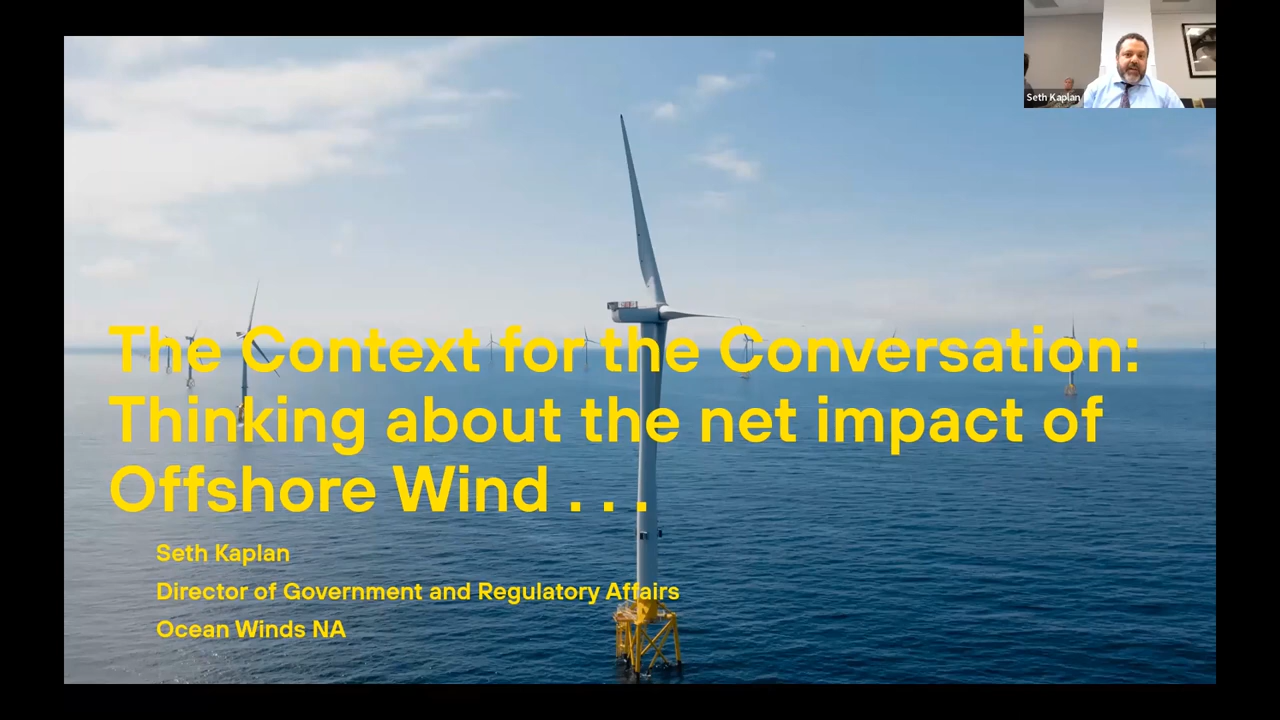 Seth Kaplan
The Context for the Conversation:
Thinking about the net impact of
Offshore Wind . . .
Seth Kaplan
Director of Government and Regulatory Affairs
Ocean Winds NA